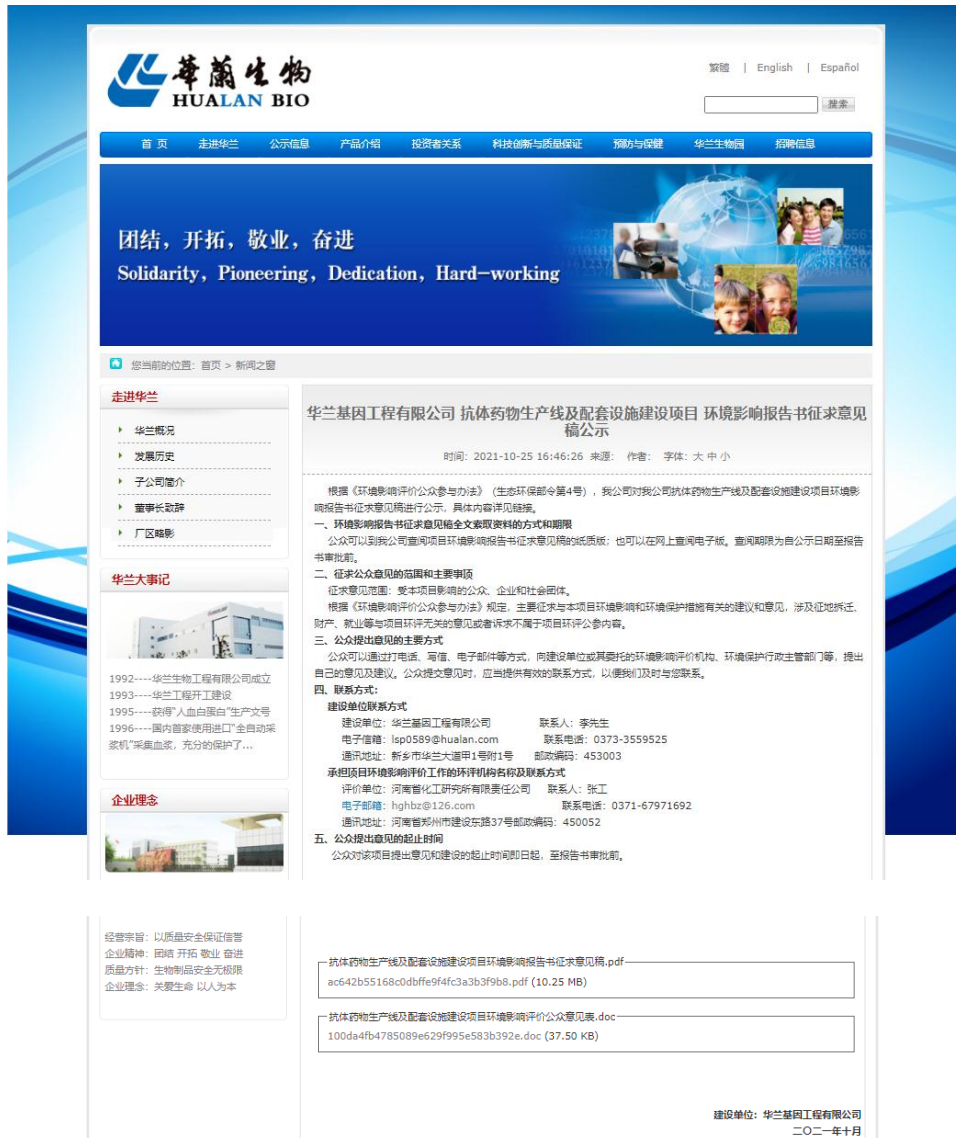 華蘭生物
HUALAN BIO
繁體 | English | Español
搜索
首 页 走进华兰 公示信息 产品介绍 投资者关系 科技创新与质量保证 预防与保健 华兰生物园 招聘信息
团结，开拓，敬业，奋进
Solidarity, Pioneering, Dedication, Hard-working
您当前的位置：首页 > 新闻之窗
走进华兰
华兰概况
发展历史
子公司简介
董事长致辞
厂区略影
华兰大事记
1992----华兰生物工程有限公司成立
1993----华兰工程开工建设
1995----获得"人血白蛋白"生产文号
1996----国内首家使用进口"全自动采
浆机"采集血浆，充分的保护了...
企业理念
经营宗旨：以质量安全保证信誉
企业精神：团结 开拓 敬业 奋进
质量方针：生物制品安全无极限
企业理念：关爱生命 以人为本
华兰基因工程有限公司 抗体药物生产线及配套设施建设项目 环境影响报告书征求意见
稿公示
时间：2021-10-25 16:46:26 来源： 作者： 字体：大 中 小
根据《环境影响评价公众参与办法》（生态环保部令第4号），我公司对我公司抗体药物生产线及配套设施建设项目环境影
响报告书征求意见稿进行公示，具体内容详见链接。
一、环境影响报告书征求意见稿全文索取资料的方式和期限
公众可以到我公司查阅项目环境影响报告书征求意见稿的纸质版；也可以在网上查阅电子版。查阅期限为自公示日期至报告
书审批前。
二、征求公众意见的范围和主要事项
征求意见范围：受本项目影响的公众、企业和社会团体。
根据《环境影响评价公众参与办法》规定，主要征求与本项目环境影响和环境保护措施有关的建议和意见，涉及征地拆迁、
财产、就业等与项目环评无关的意见或者诉求不属于项目环评公参内容。
三、公众提出意见的主要方式
公众可以通过打电话、写信、电子邮件等方式，向建设单位或其委托的环境影响评价机构、环境保护行政主管部门等，提出
自己的意见及建议。公众提交意见时，应当提供有效的联系方式，以便我们及时与您联系。
四、联系方式：
建设单位联系方式
建设单位：华兰基因工程有限公司 联系人：李先生
电子信箱：lsp0589@hualan.com 联系电话：0373-3559525
通讯地址：新乡市华兰大道甲1号附1号 邮政编码：453003
承担项目环境影响评价工作的环评机构名称及联系方式
评价单位：河南省化工研究所有限责任公司 联系人：张工
电子邮箱：hghbz@126.com 联系电话：0371-67971692
通讯地址：河南省郑州市建设东路37号邮政编码：450052
五、公众提出意见的起止时间
公众对该项目提出意见和建设的起止时间即日起，至报告书审批前。
抗体药物生产线及配套设施建设项目环境影响报告书征求意见稿.pdf
ac642b55168c0dbffe9f4fc3a3b3f9b8.pdf (10.25 MB)
抗体药物生产线及配套设施建设项目环境影响评价公众意见表.doc
100da4fb4785089e629f995e583b392e.doc (37.50 KB)
建设单位：华兰基因工程有限公司
二〇二一年十月